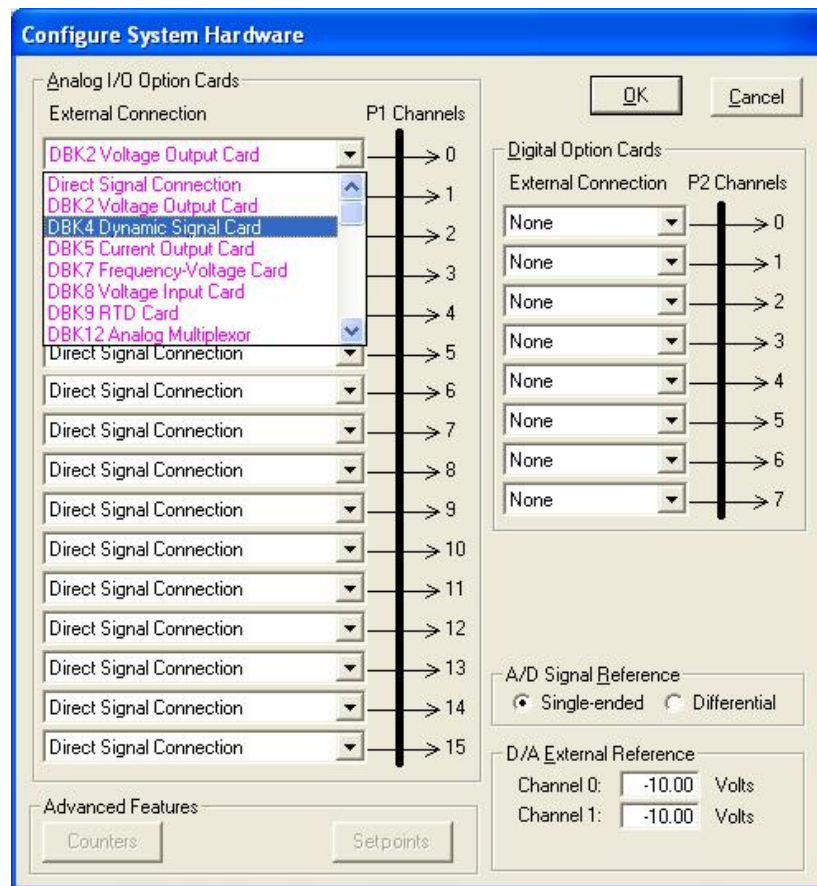 Configure System Hardware
Analog I/O Option Cards
External Connection P1 Channels
DBK2 Voltage Output Card 0
Direct Signal Connection 1
DBK2 Voltage Output Card
DBK4 Dynamic Signal Card 2
DBK5 Current Output Card
DBK7 Frequency-Voltage Card 3
DBK8 Voltage Input Card
DBK9 RTD Card 4
DBK12 Analog Multiplexor
Direct Signal Connection 5
Direct Signal Connection 6
Direct Signal Connection 7
Direct Signal Connection 8
Direct Signal Connection 9
Direct Signal Connection 10
Direct Signal Connection 11
Direct Signal Connection 12
Direct Signal Connection 13
Direct Signal Connection 14
Direct Signal Connection 15
Advanced Features
Counters Setpoints
OK Cancel
Digital Option Cards
External Connection P2 Channels
None 0
None 1
None 2
None 3
None 4
None 5
None 6
None 7
A/D Signal Reference
Single-ended Differential
D/A External Reference
Channel 0: -10.00 Volts
Channel 1: -10.00 Volts